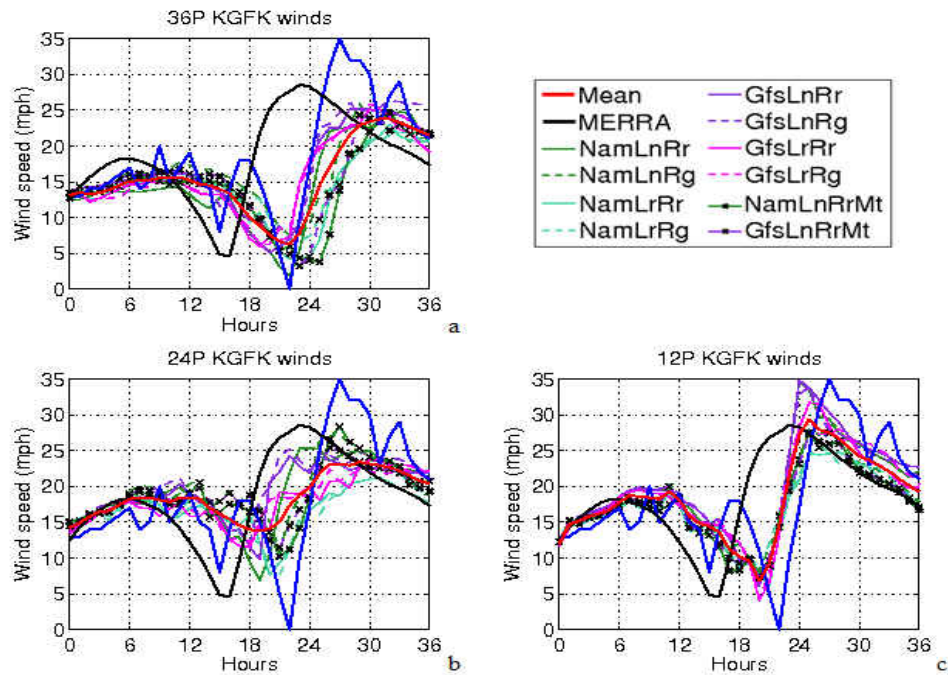 36P KGFK winds
35
30
25
20
15
10
5
0
Wind speed (mph)
0 6 12 18 24 30 36
Hours
a
Mean
MERRA
NamLnRr
NamLnRg
NamLrRr
NamLrRg
GfsLnRr
GfsLnRg
GfsLrRr
GfsLrRg
NamLnRrMt
GfsLnRrMt
24P KGFK winds
35
30
25
20
15
10
5
0
Wind speed (mph)
0 6 12 18 24 30 36
Hours
b
12P KGFK winds
35
30
25
20
15
10
5
0
Wind speed (mph)
0 6 12 18 24 30 36
Hours
c